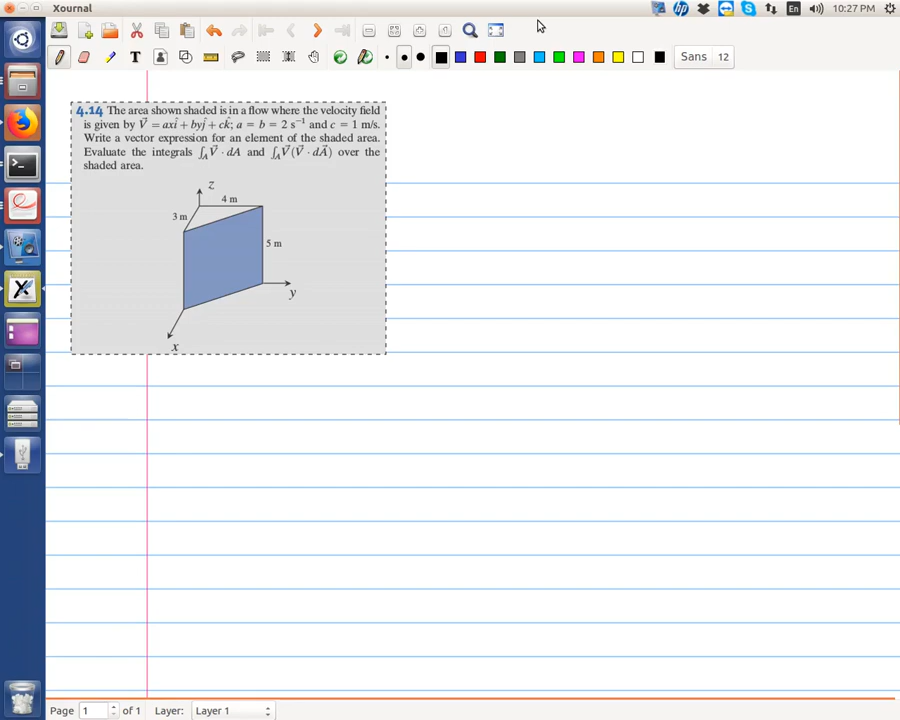 Xournal
En
10:27 PM
T
Sans 12
4.14 The area shown shaded is in a flow where the velocity field
is given by V⃗ = axî + byĵ + ck̂; a = b = 2 s⁻¹ and c = 1 m/s.
Write a vector expression for an element of the shaded area.
Evaluate the integrals ∫_A V⃗ · dA and ∫_A V⃗(V⃗ · dA⃗) over the
shaded area.
z
4 m
3 m
5 m
y
x
Page 1 of 1 Layer: Layer 1